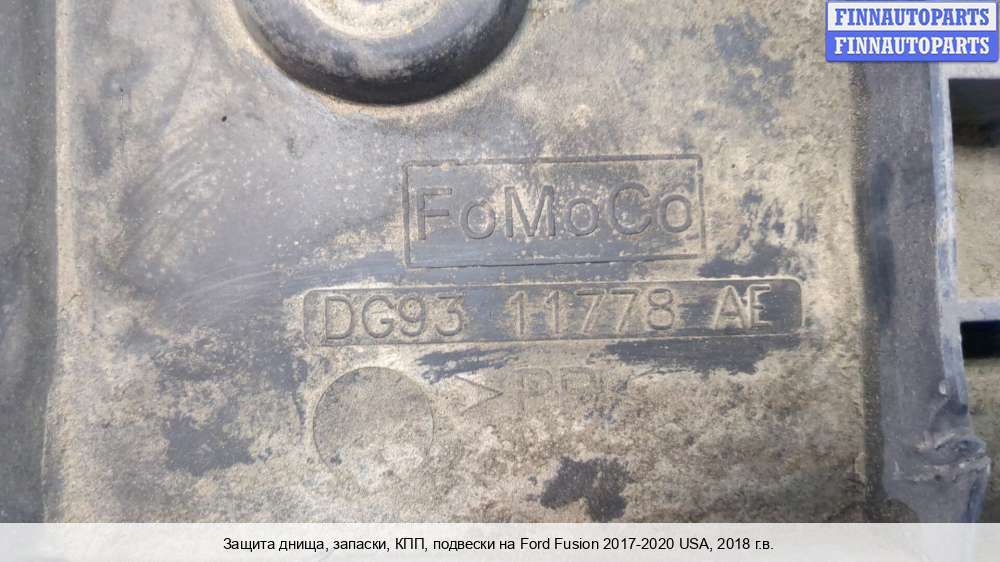 FINNAUTOPARTS
FINNAUTOPARTS
FoMoCo
DG93 11778 AE
Защита днища, запаски, КПП, подвески на Ford Fusion 2017-2020 USA, 2018 г.в.